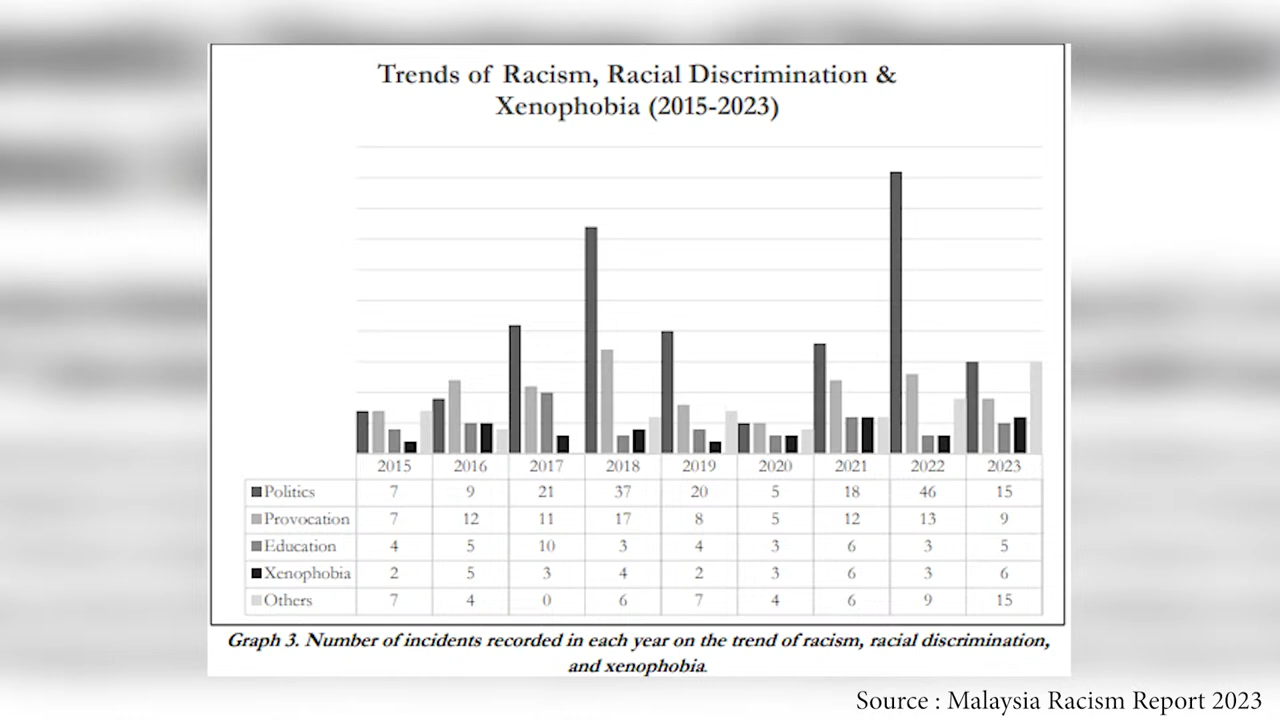 Trends of Racism, Racial Discrimination &
Xenophobia (2015-2023)
2015 2016 2017 2018 2019 2020 2021 2022 2023
Politics 7 9 21 37 20 5 18 46 15
Provocation 7 12 11 17 8 5 12 13 9
Education 4 5 10 3 4 3 6 3 5
Xenophobia 2 5 3 4 2 3 6 3 6
Others 7 4 0 6 7 4 6 9 15
Graph 3. Number of incidents recorded in each year on the trend of racism, racial discrimination,
and xenophobia.
Source : Malaysia Racism Report 2023